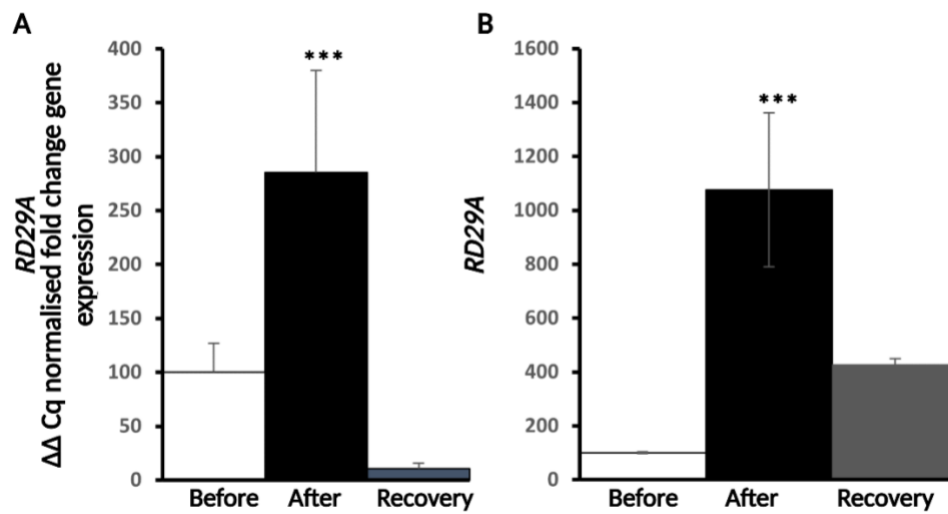 A
RD29A
ΔΔ Cq normalised fold change gene
expression
400
350
300
250
200
150
100
50
0
***
Before After Recovery
B
RD29A
1600
1400
1200
1000
800
600
400
200
0
***
Before After Recovery